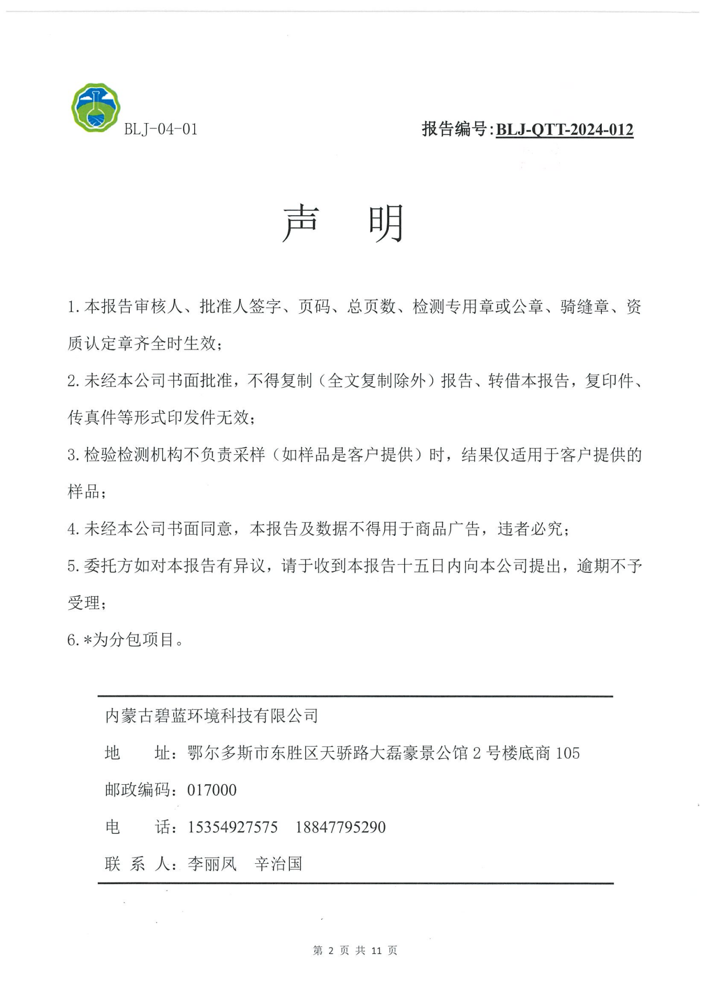 BLJ-04-01 报告编号:BLJ-QTT-2024-012
声 明
1.本报告审核人、批准人签字、页码、总页数、检测专用章或公章、骑缝章、资
质认定章齐全时生效;
2.未经本公司书面批准，不得复制（全文复制除外）报告、转借本报告，复印件、
传真件等形式印发件无效;
3.检验检测机构不负责采样（如样品是客户提供）时，结果仅适用于客户提供的
样品;
4.未经本公司书面同意，本报告及数据不得用于商品广告，违者必究;
5.委托方如对本报告有异议，请于收到本报告十五日内向本公司提出，逾期不予
受理;
6.*为分包项目。
内蒙古碧蓝环境科技有限公司
地 址：鄂尔多斯市东胜区天骄路大磊豪景公馆 2 号楼底商 105
邮政编码：017000
电 话：15354927575 18847795290
联 系 人：李丽凤 辛治国
第 2 页 共 11 页